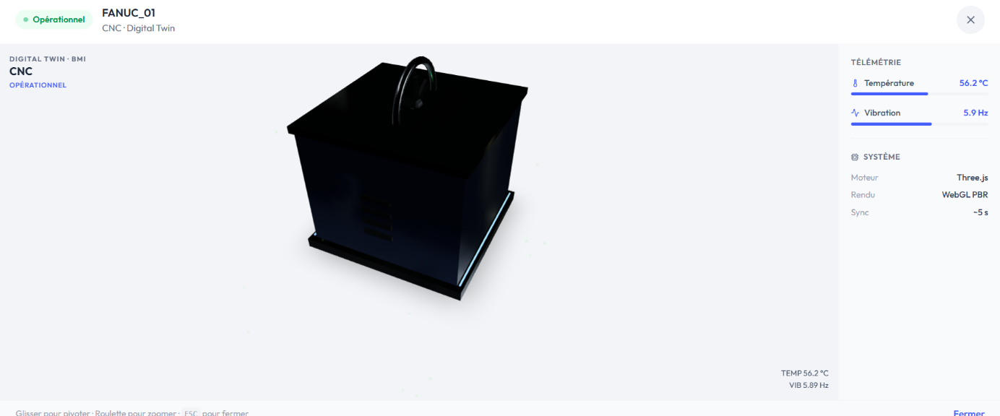 Opérationnel
FANUC_01
CNC · Digital Twin
DIGITAL TWIN · BMI
CNC
OPÉRATIONNEL
TÉLÉMÉTRIE
Température 56.2 °C
Vibration 5.9 Hz
SYSTÈME
Moteur Three.js
Rendu WebGL PBR
Sync ~5 s
TEMP 56.2 °C
VIB 5.89 Hz
Glisser pour pivoter · Roulette pour zoomer · ESC pour fermer
Fermer